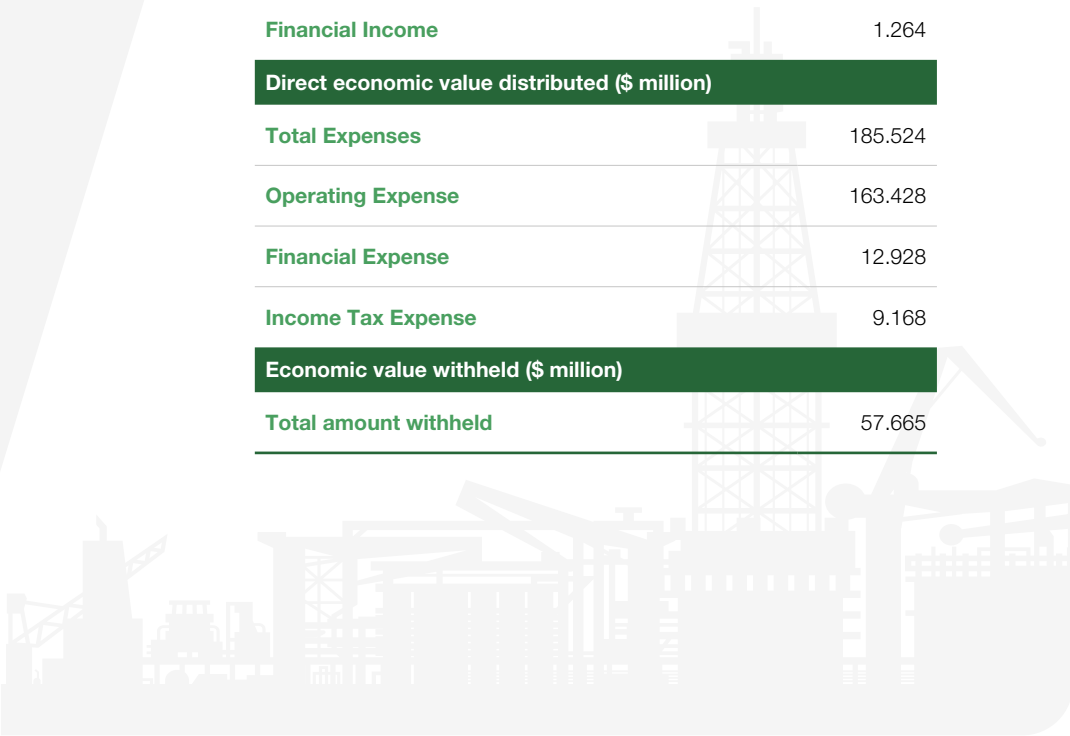 Financial Income 1.264
Direct economic value distributed ($ million)
Total Expenses 185.524
Operating Expense 163.428
Financial Expense 12.928
Income Tax Expense 9.168
Economic value withheld ($ million)
Total amount withheld 57.665